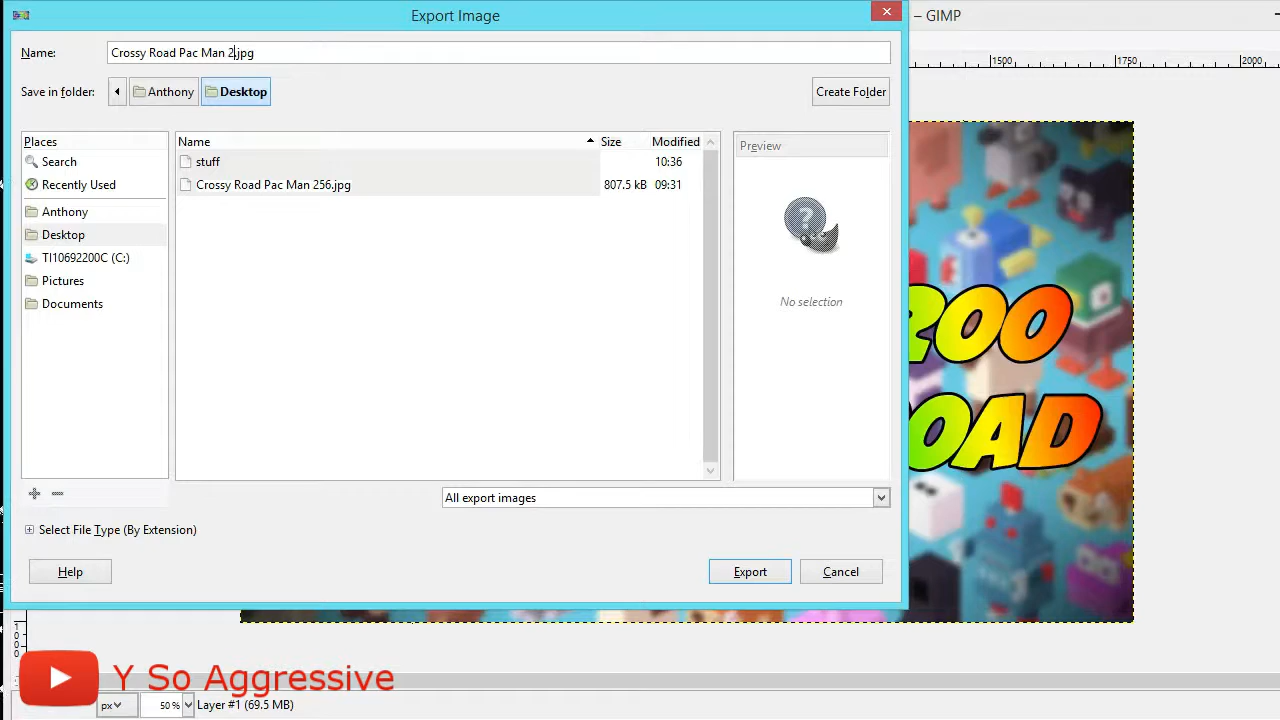 Export Image
– GIMP
Name:
Crossy Road Pac Man 2.jpg
1500
1750
2000
Save in folder:
Anthony
Desktop
Create Folder
Places
Name
Size
Modified
Preview
Search
stuff
10:36
Recently Used
Crossy Road Pac Man 256.jpg
807.5 kB
09:31
Anthony
Desktop
TI10692200C (C:)
Pictures
No selection
Documents
ROO
OAD
All export images
Select File Type (By Extension)
Help
Export
Cancel
Y So Aggressive
px
50 %
Layer #1 (69.5 MB)